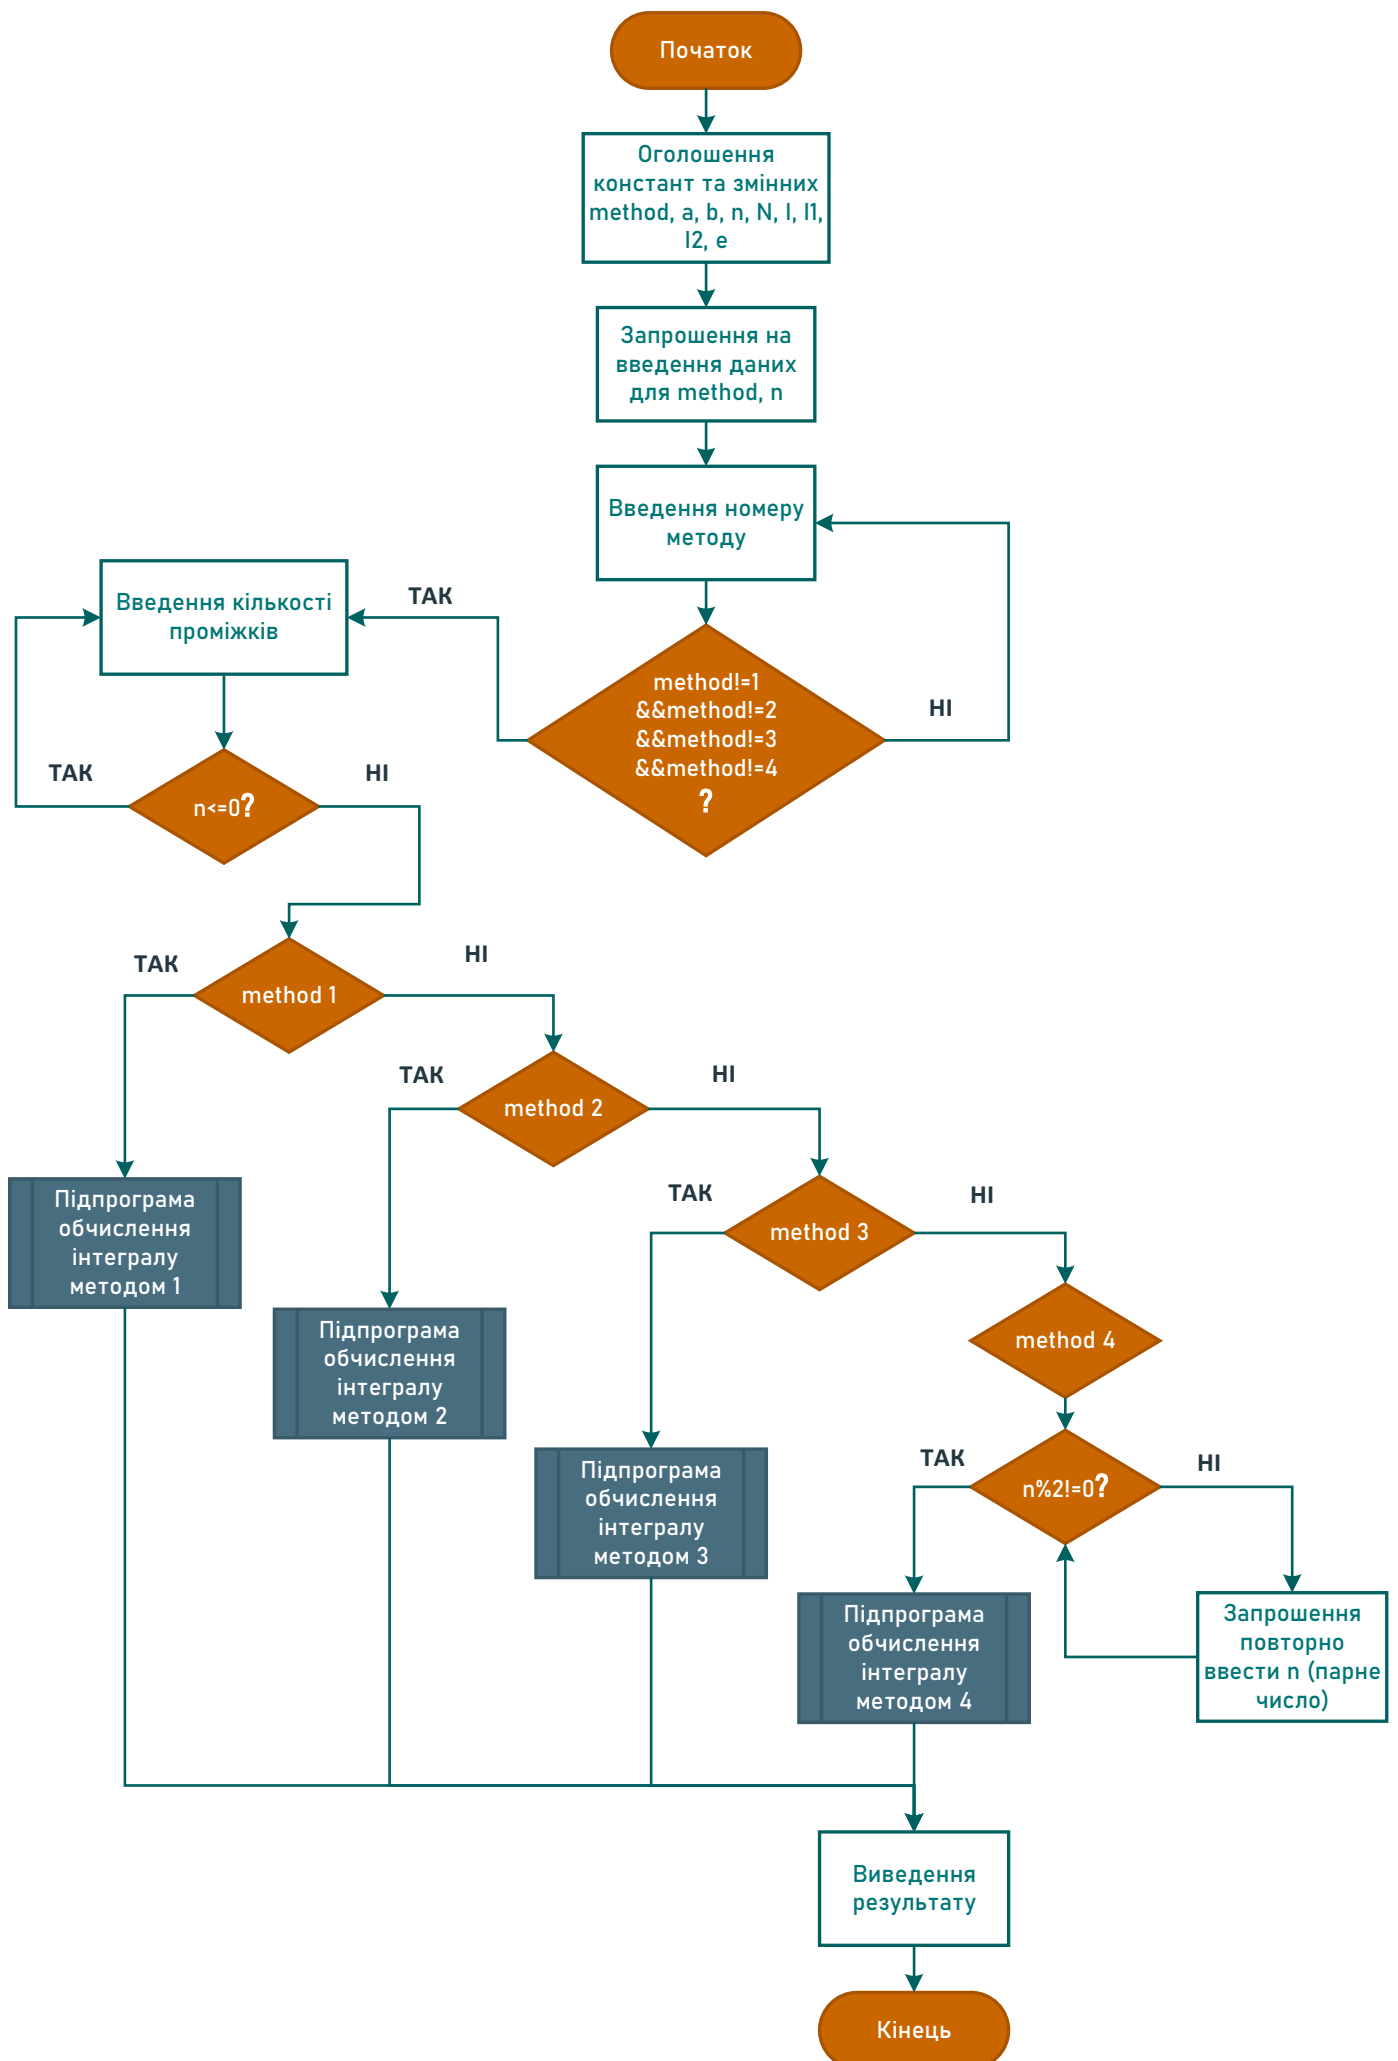 Початок
Оголошення
констант та змінних
method, a, b, n, N, I, I1,
I2, e
Запрошення на
введення даних
для method, n
Введення номеру
методу
Введення кількості
проміжків
ТАК
method!=1
&&method!=2
&&method!=3
&&method!=4
?
НІ
ТАК
n<=0?
НІ
ТАК
method 1
НІ
ТАК
method 2
НІ
ТАК
method 3
НІ
Підпрограма
обчислення
інтегралу
методом 1
Підпрограма
обчислення
інтегралу
методом 2
method 4
Підпрограма
обчислення
інтегралу
методом 3
ТАК
n%2!=0?
НІ
Підпрограма
обчислення
інтегралу
методом 4
Запрошення
повторно
ввести n (парне
число)
Виведення
результату
Кінець